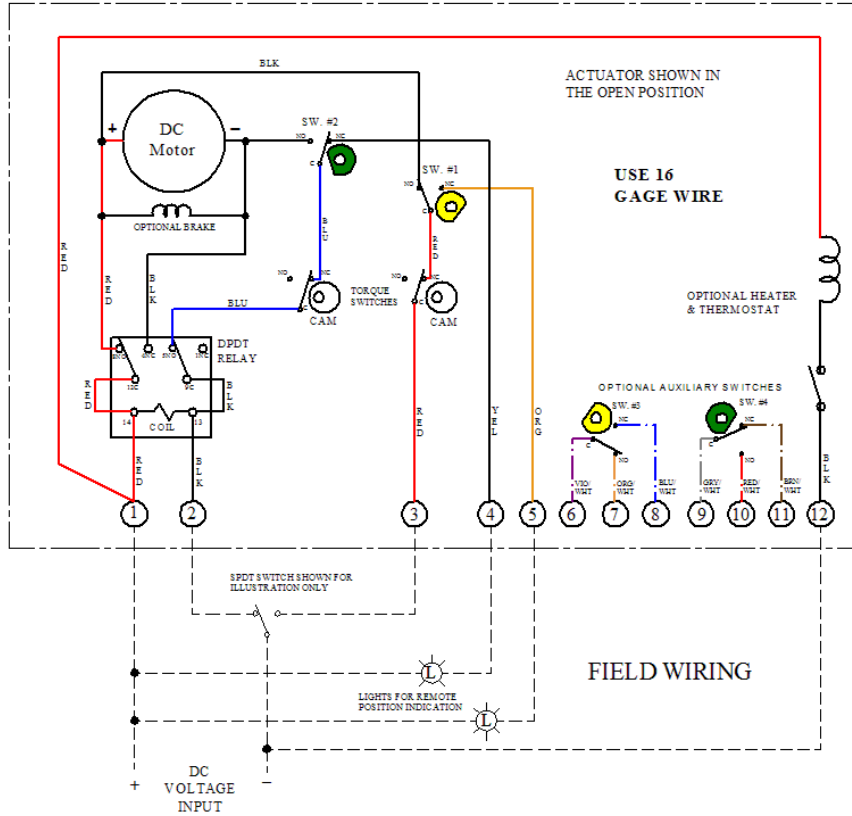 BLK
ACTUATOR SHOWN IN
THE OPEN POSITION
+
DC
Motor
−
SW. #2
NO
NC
C
SW. #1
NO
NC
C
USE 16
GAGE WIRE
OPTIONAL BRAKE
RED
RED
BLK
BLU
RED
NO
NC
C
TORQUE
SWITCHES
NO
NC
C
BLU
CAM
CAM
OPTIONAL HEATER
& THERMOSTAT
DPDT
RELAY
RED
BLK
COIL
14
13
OPTIONAL AUXILIARY SWITCHES
SW. #3
NC
C
NO
SW. #4
NC
C
NO
RED
BLK
RED
YEL
ORG
VIO/
WHT
ORG/
WHT
BLU/
WHT
GRY/
WHT
RED/
WHT
BRN/
WHT
BLK
1
2
3
4
5
6
7
8
9
10
11
12
SPDT SWITCH SHOWN FOR
ILLUSTRATION ONLY
L
FIELD WIRING
LIGHTS FOR REMOTE
POSITION INDICATION
L
+
DC
VOLTAGE
INPUT
−